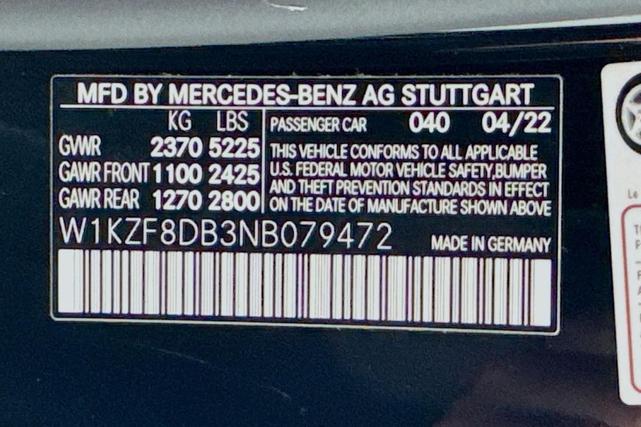 MFD BY MERCEDES-BENZ AG STUTTGART
KG LBS
GVWR 2370 5225
GAWR FRONT 1100 2425
GAWR REAR 1270 2800
PASSENGER CAR 040 04/22
THIS VEHICLE CONFORMS TO ALL APPLICABLE
U.S. FEDERAL MOTOR VEHICLE SAFETY,BUMPER
AND THEFT PREVENTION STANDARDS IN EFFECT
ON THE DATE OF MANUFACTURE SHOWN ABOVE
W1KZF8DB3NB079472
MADE IN GERMANY